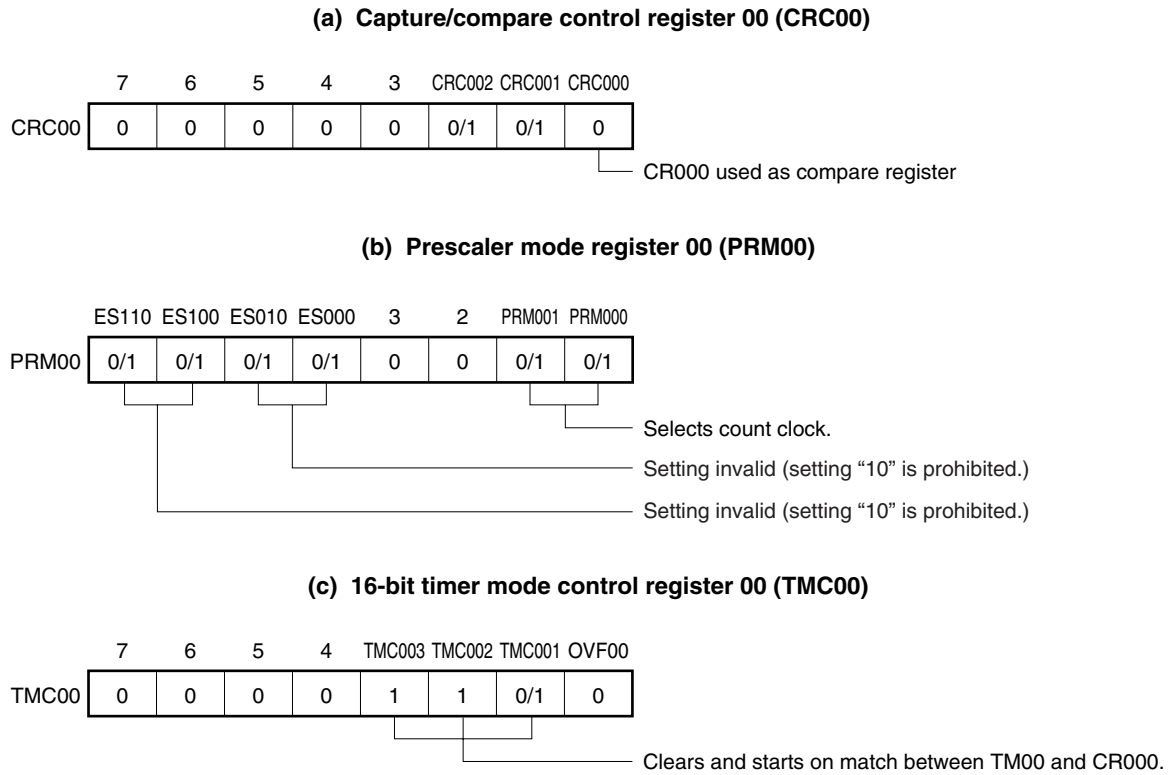 (a) Capture/compare control register 00 (CRC00)
7 6 5 4 3 CRC002 CRC001 CRC000
CRC00 0 0 0 0 0 0/1 0/1 0
CR000 used as compare register
(b) Prescaler mode register 00 (PRM00)
ES110 ES100 ES010 ES000 3 2 PRM001 PRM000
PRM00 0/1 0/1 0/1 0/1 0 0 0/1 0/1
Selects count clock.
Setting invalid (setting “10” is prohibited.)
Setting invalid (setting “10” is prohibited.)
(c) 16-bit timer mode control register 00 (TMC00)
7 6 5 4 TMC003 TMC002 TMC001 OVF00
TMC00 0 0 0 0 1 1 0/1 0
Clears and starts on match between TM00 and CR000.